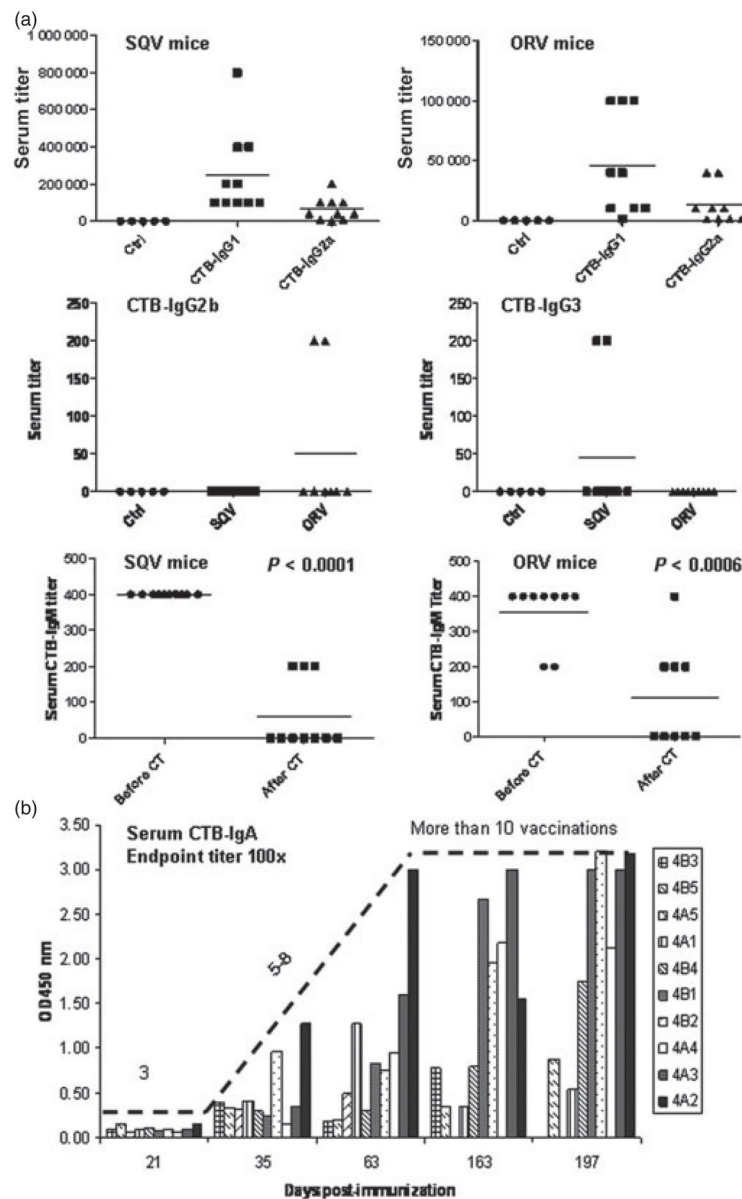 (a)
SQV mice
Serum titer
1 000 000
800 000
600 000
400 000
200 000
0
Ctrl
CTB-IgG1
CTB-IgG2a
ORV mice
Serum titer
150 000
100 000
50 000
0
Ctrl
CTB-IgG1
CTB-IgG2a
CTB-IgG2b
Serum titer
250
200
150
100
50
0
Ctrl
SQV
ORV
CTB-IgG3
Serum titer
250
200
150
100
50
0
Ctrl
SQV
ORV
SQV mice
P < 0.0001
Serum CTB-IgM titer
500
400
300
200
100
0
Before CT
After CT
ORV mice
P < 0.0006
Serum CTB-IgM Titer
500
400
300
200
100
0
Before CT
After CT
(b)
Serum CTB-IgA
Endpoint titer 100x
More than 10 vaccinations
OD450 nm
3.50
3.00
2.50
2.00
1.50
1.00
0.50
0.00
3
5-8
21
35
63
163
197
Days post-immunization
4B3
4B5
4A5
4A1
4B4
4B1
4B2
4A4
4A3
4A2